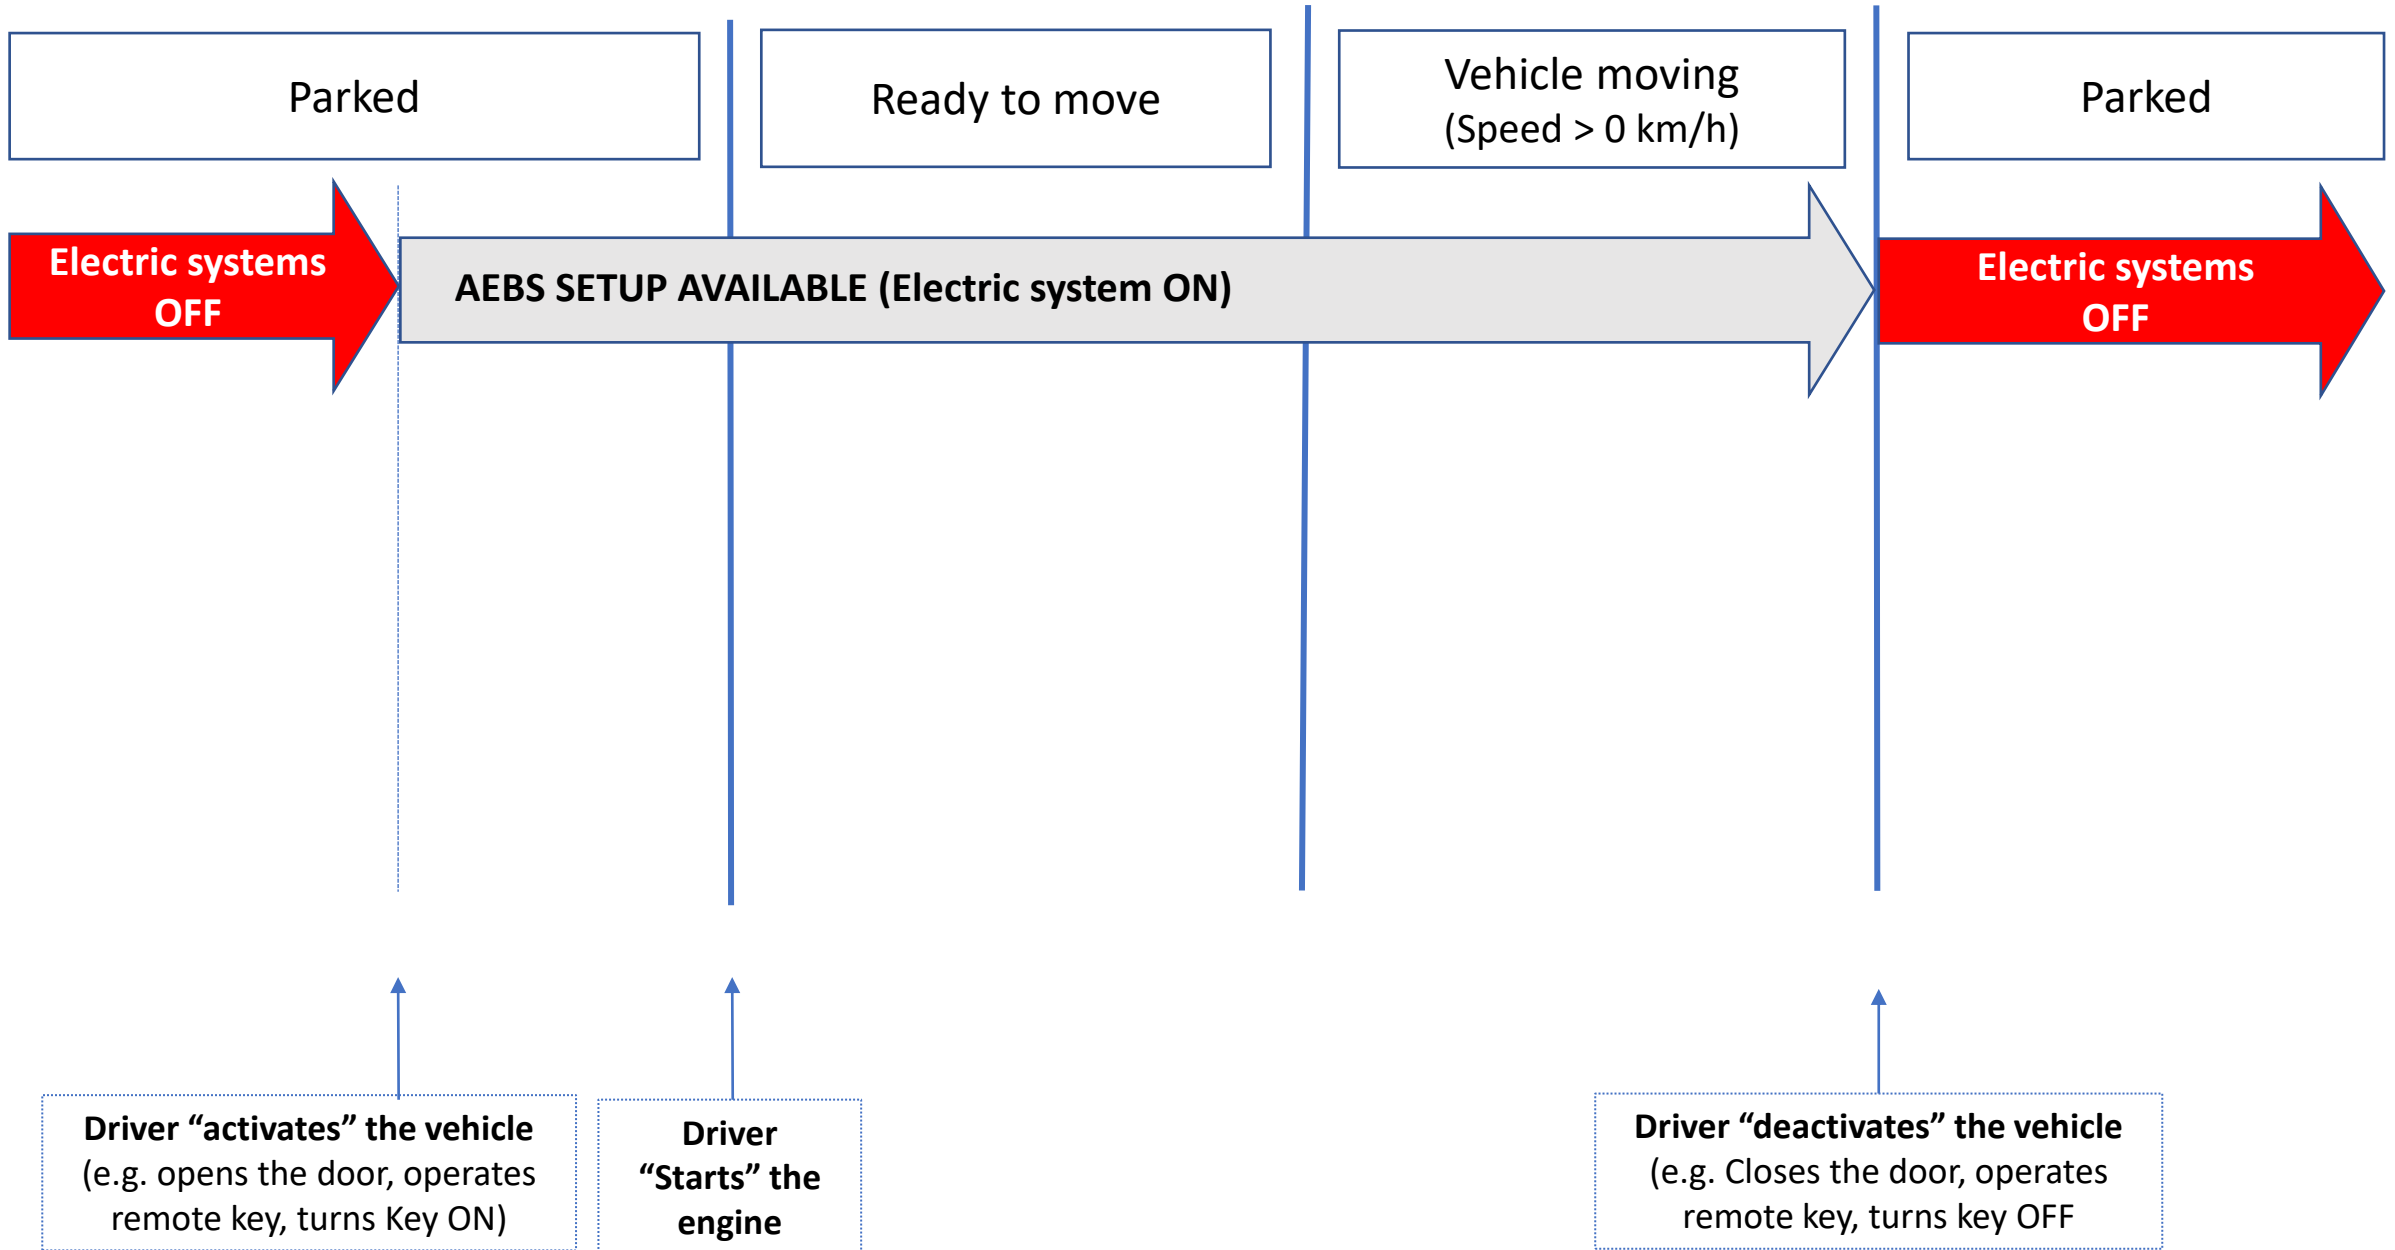 Parked
Ready to move
Vehicle moving
(Speed > 0 km/h)
Parked
Electric systems
OFF
AEBS SETUP AVAILABLE (Electric system ON)
Electric systems
OFF
Driver “activates” the vehicle
(e.g. opens the door, operates
remote key, turns Key ON)
Driver
“Starts” the
engine
Driver “deactivates” the vehicle
(e.g. Closes the door, operates
remote key, turns key OFF